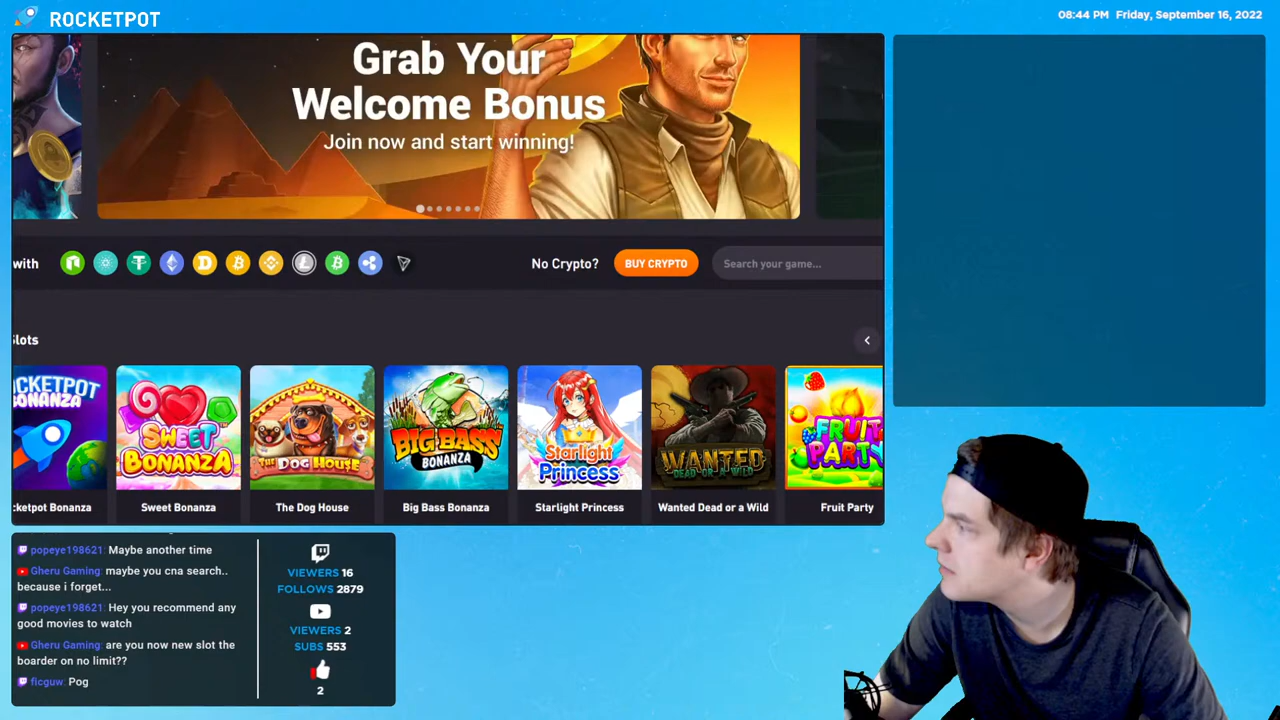 ROCKETPOT
08:44 PM Friday, September 16, 2022
Grab Your
Welcome Bonus
Join now and start winning!
with
No Crypto?
BUY CRYPTO
Search your game...
Slots
CKETPOT
BONANZA
SWEET
BONANZA
THE DOG HOUSE
BIG BASS
BONANZA
Starlight
Princess
WANTED
DEAD OR A WILD
FRUIT
PARTY
cketpot Bonanza
Sweet Bonanza
The Dog House
Big Bass Bonanza
Starlight Princess
Wanted Dead or a Wild
Fruit Party
popeye198621: Maybe another time
Gheru Gaming: maybe you cna search..
because i forget...
popeye198621: Hey you recommend any
good movies to watch
Gheru Gaming: are you now new slot the
boarder on no limit??
ficguw: Pog
VIEWERS 16
FOLLOWS 2879
VIEWERS 2
SUBS 553
2